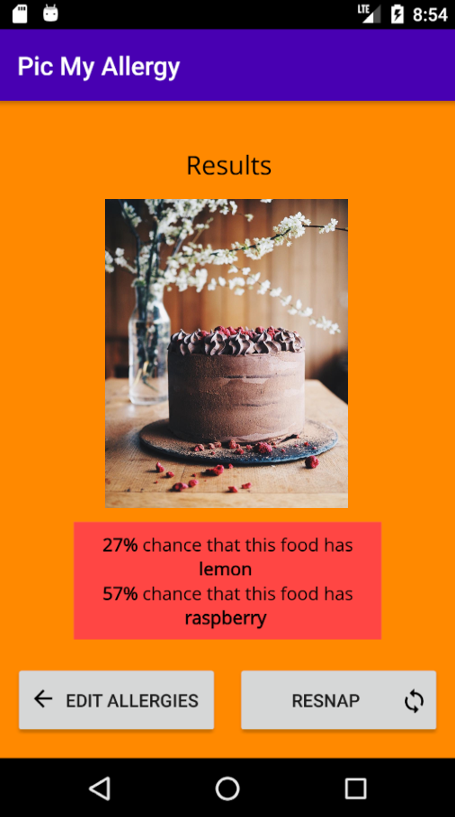 LTE 8:54
Pic My Allergy
Results
27% chance that this food has
lemon
57% chance that this food has
raspberry
EDIT ALLERGIES RESNAP